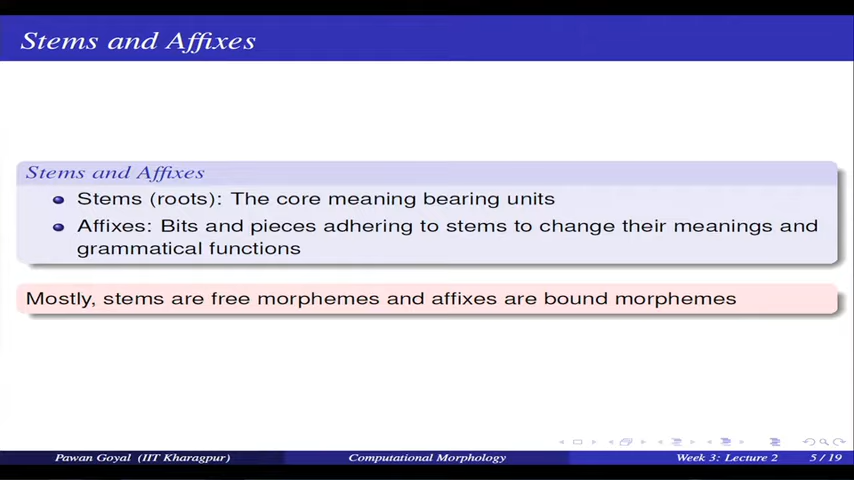 Stems and Affixes
Stems and Affixes
Stems (roots): The core meaning bearing units
Affixes: Bits and pieces adhering to stems to change their meanings and
grammatical functions
Mostly, stems are free morphemes and affixes are bound morphemes
Pawan Goyal (IIT Kharagpur) Computational Morphology Week 3: Lecture 2 5 / 19